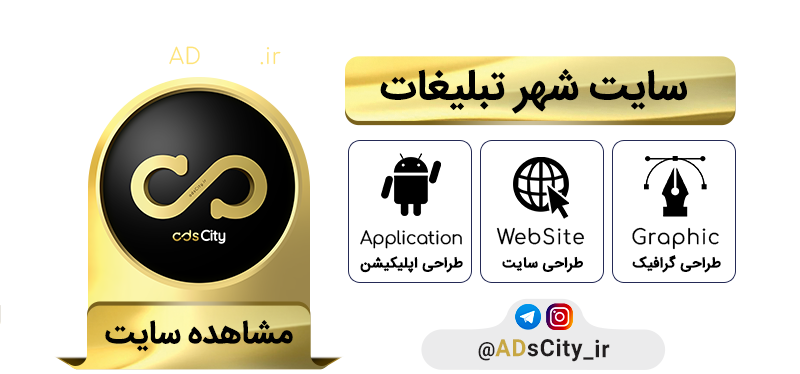 AD .ir
سایت شهر تبلیغات
Application
طراحی اپلیکیشن
WebSite
طراحی سایت
Graphic
طراحی گرافیک
adsCity
مشاهده سایت
@ADsCity_ir